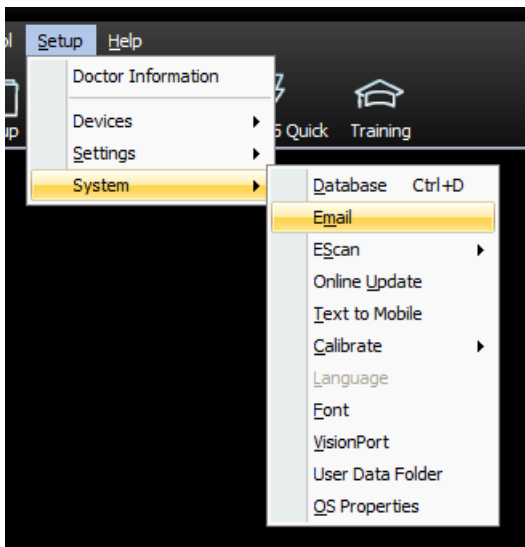 Setup Help
Doctor Information
Devices
Settings
System
Quick Training
Database Ctrl+D
Email
EScan
Online Update
Text to Mobile
Calibrate
Language
Font
VisionPort
User Data Folder
OS Properties